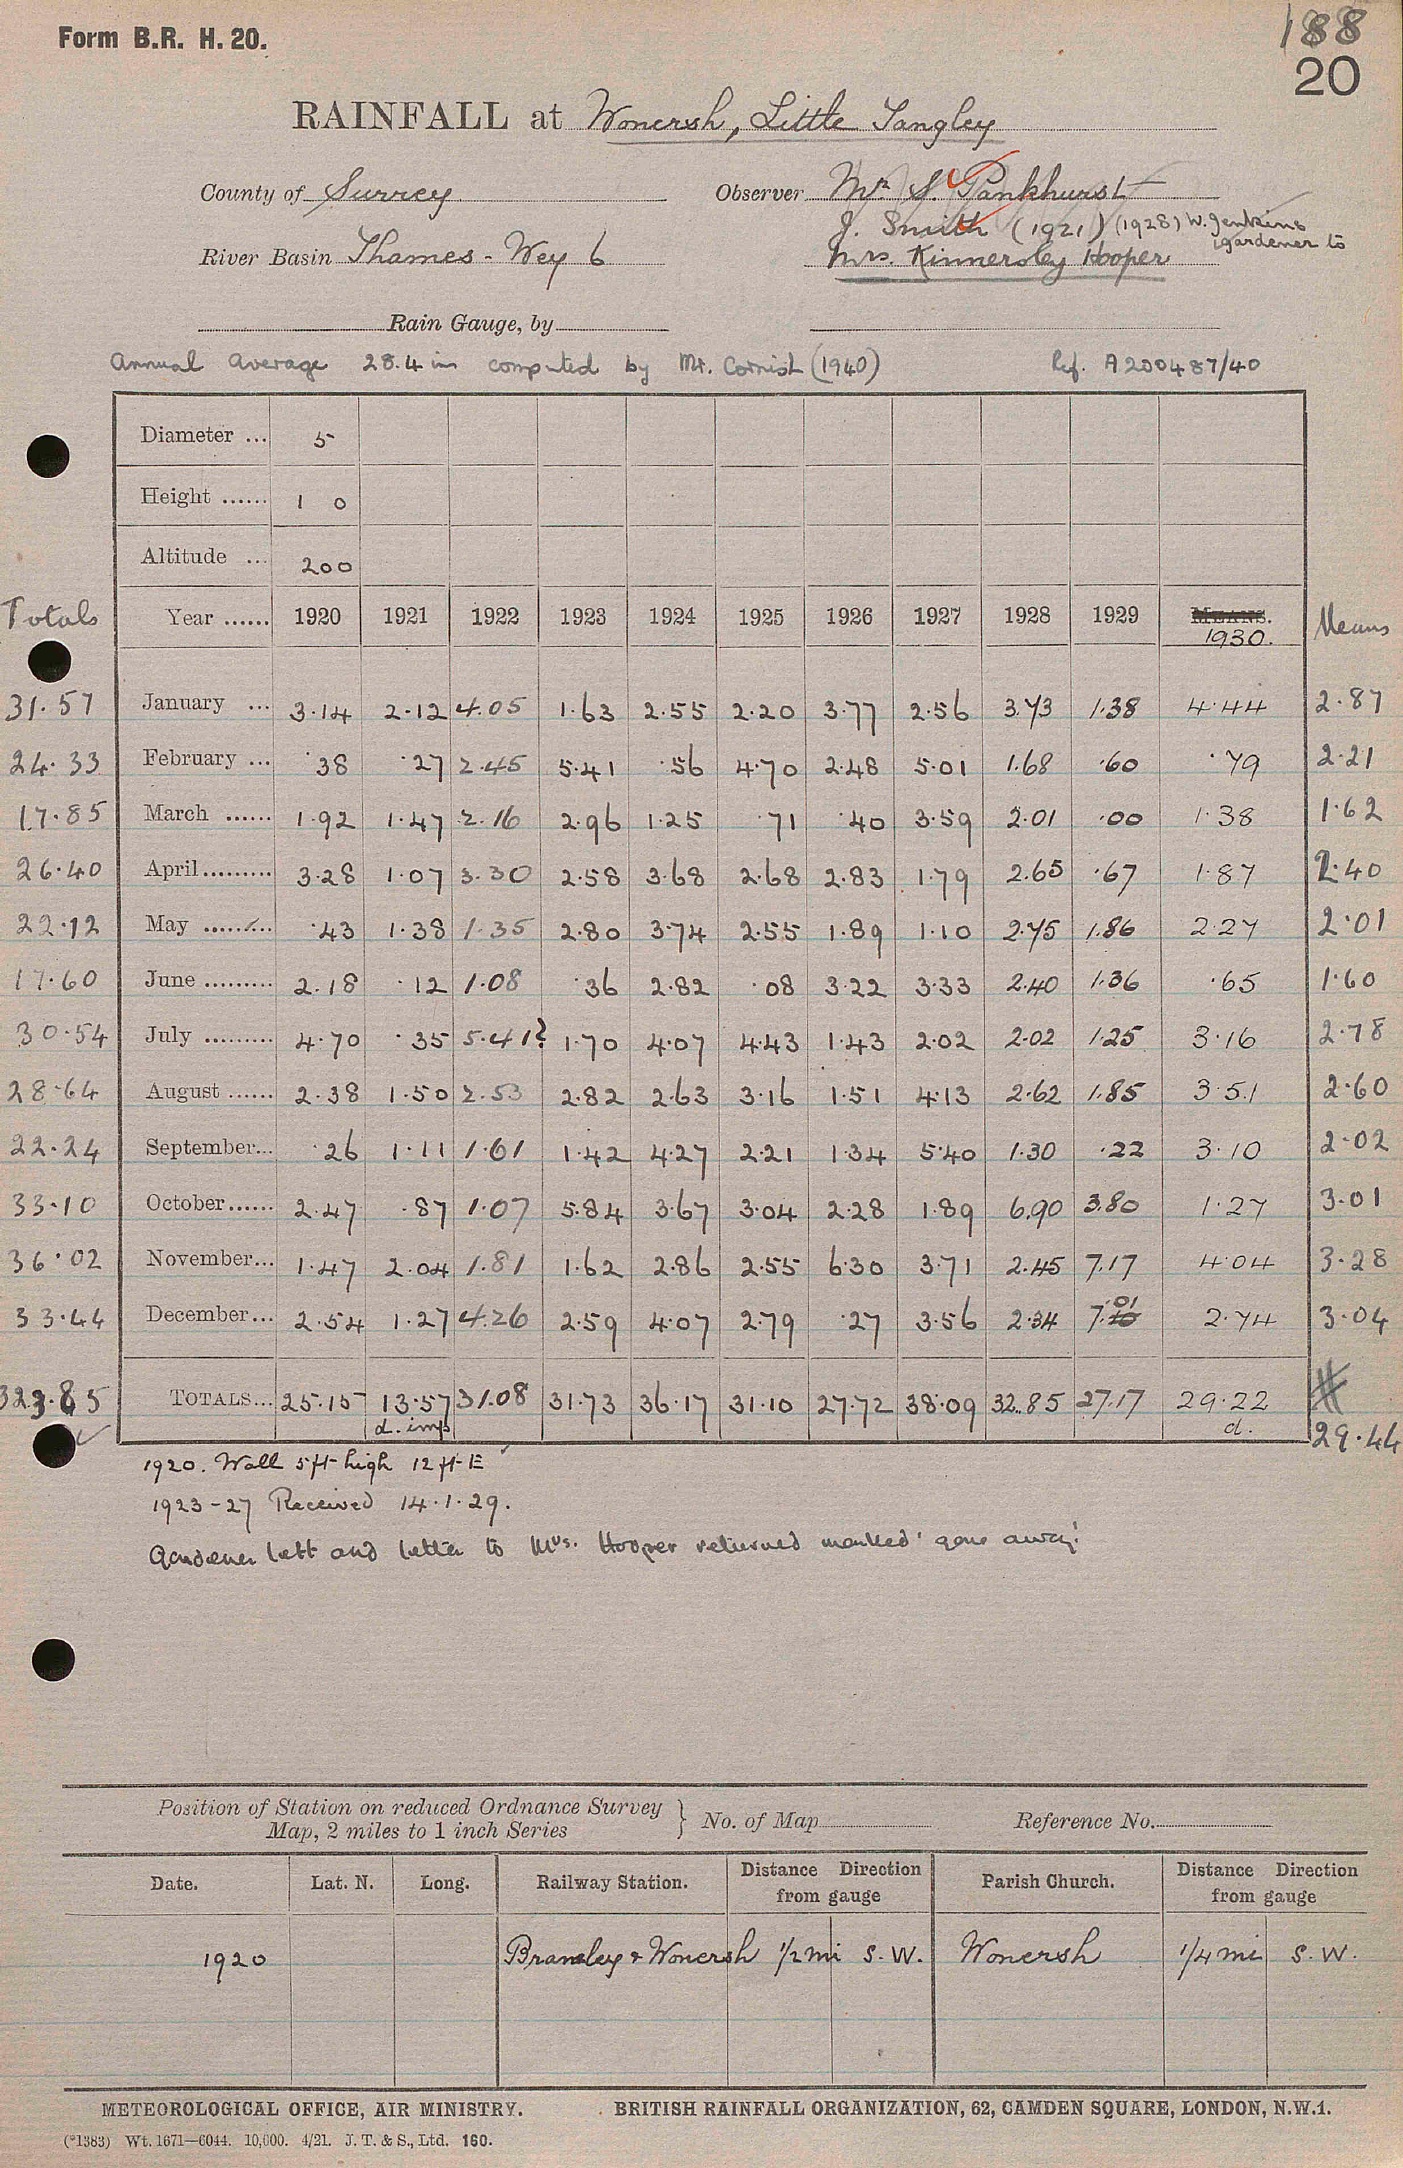 Form B.R. H. 20.
188
20
RAINFALL at Wonersh, Little Tangley
County of Surrey
Observer Mr. S. Pankhurst
J. Smith (1921) (1928) W. Jenkins
gardener to
River Basin Thames - Wey 6
Mrs. Kinnersley Hooper
Rain Gauge, by
Annual Average 28.4 in computed by Mr. Cornish (1940) Ref. A200487/40
Diameter ... 5
Height ...... 1 0
Altitude ... 200
Totals Year ...... 1920 1921 1922 1923 1924 1925 1926 1927 1928 1929 MEANS. 1930. Means
31.57 January ... 3.14 2.12 4.05 1.63 2.55 2.20 3.77 2.56 3.73 1.38 4.44 2.87
24.33 February ... .38 .27 2.45 5.41 .56 4.70 2.48 5.01 1.68 .60 .79 2.21
17.85 March ...... 1.92 1.47 2.16 2.96 1.25 .71 .40 3.59 2.01 .00 1.38 1.62
26.40 April ......... 3.28 1.07 3.30 2.58 3.68 2.68 2.83 1.79 2.65 .67 1.87 2.40
22.12 May ......... .43 1.38 1.35 2.80 3.74 2.55 1.89 1.10 2.75 1.86 2.27 2.01
17.60 June ......... 2.18 .12 1.08 .36 2.82 .08 3.22 3.33 2.40 1.36 .65 1.60
30.54 July ......... 4.70 .35 5.41? 1.70 4.07 4.43 1.43 2.02 2.02 1.25 3.16 2.78
28.64 August ...... 2.38 1.50 2.53 2.82 2.63 3.16 1.51 4.13 2.62 1.85 3.51 2.60
22.24 September... .26 1.11 1.61 1.42 4.27 2.21 1.34 5.40 1.30 .22 3.10 2.02
33.10 October...... 2.47 .87 1.07 5.84 3.67 3.04 2.28 1.89 6.90 3.80 1.27 3.01
36.02 November... 1.47 2.04 1.81 1.62 2.86 2.55 6.30 3.71 2.45 7.17 4.04 3.28
33.44 December... 2.54 1.27 4.26 2.59 4.07 2.79 .27 3.56 2.34 7.01 2.74 3.04
323.85 TOTALS... 25.15 13.57 31.08 31.73 36.17 31.10 27.72 38.09 32.85 27.17 29.22
d. imp d. 29.44
1920. Wall 5 ft high 12 ft E
1923-27 Received 14.1.29.
Gardener left and letter to Mrs. Hooper returned marked 'gone away'
Position of Station on reduced Ordnance Survey
Map, 2 miles to 1 inch Series } No. of Map Reference No.
Date. Lat. N. Long. Railway Station. Distance Direction from gauge Parish Church. Distance Direction from gauge
1920 Bramley & Wonersh 1/2 mi S.W. Wonersh 1/4 mi S.W.
METEOROLOGICAL OFFICE, AIR MINISTRY. BRITISH RAINFALL ORGANIZATION, 62, CAMDEN SQUARE, LONDON, N.W.1.
(*1383) Wt. 1671—6044. 10,000. 4/21. J. T. & S., Ltd. 160.